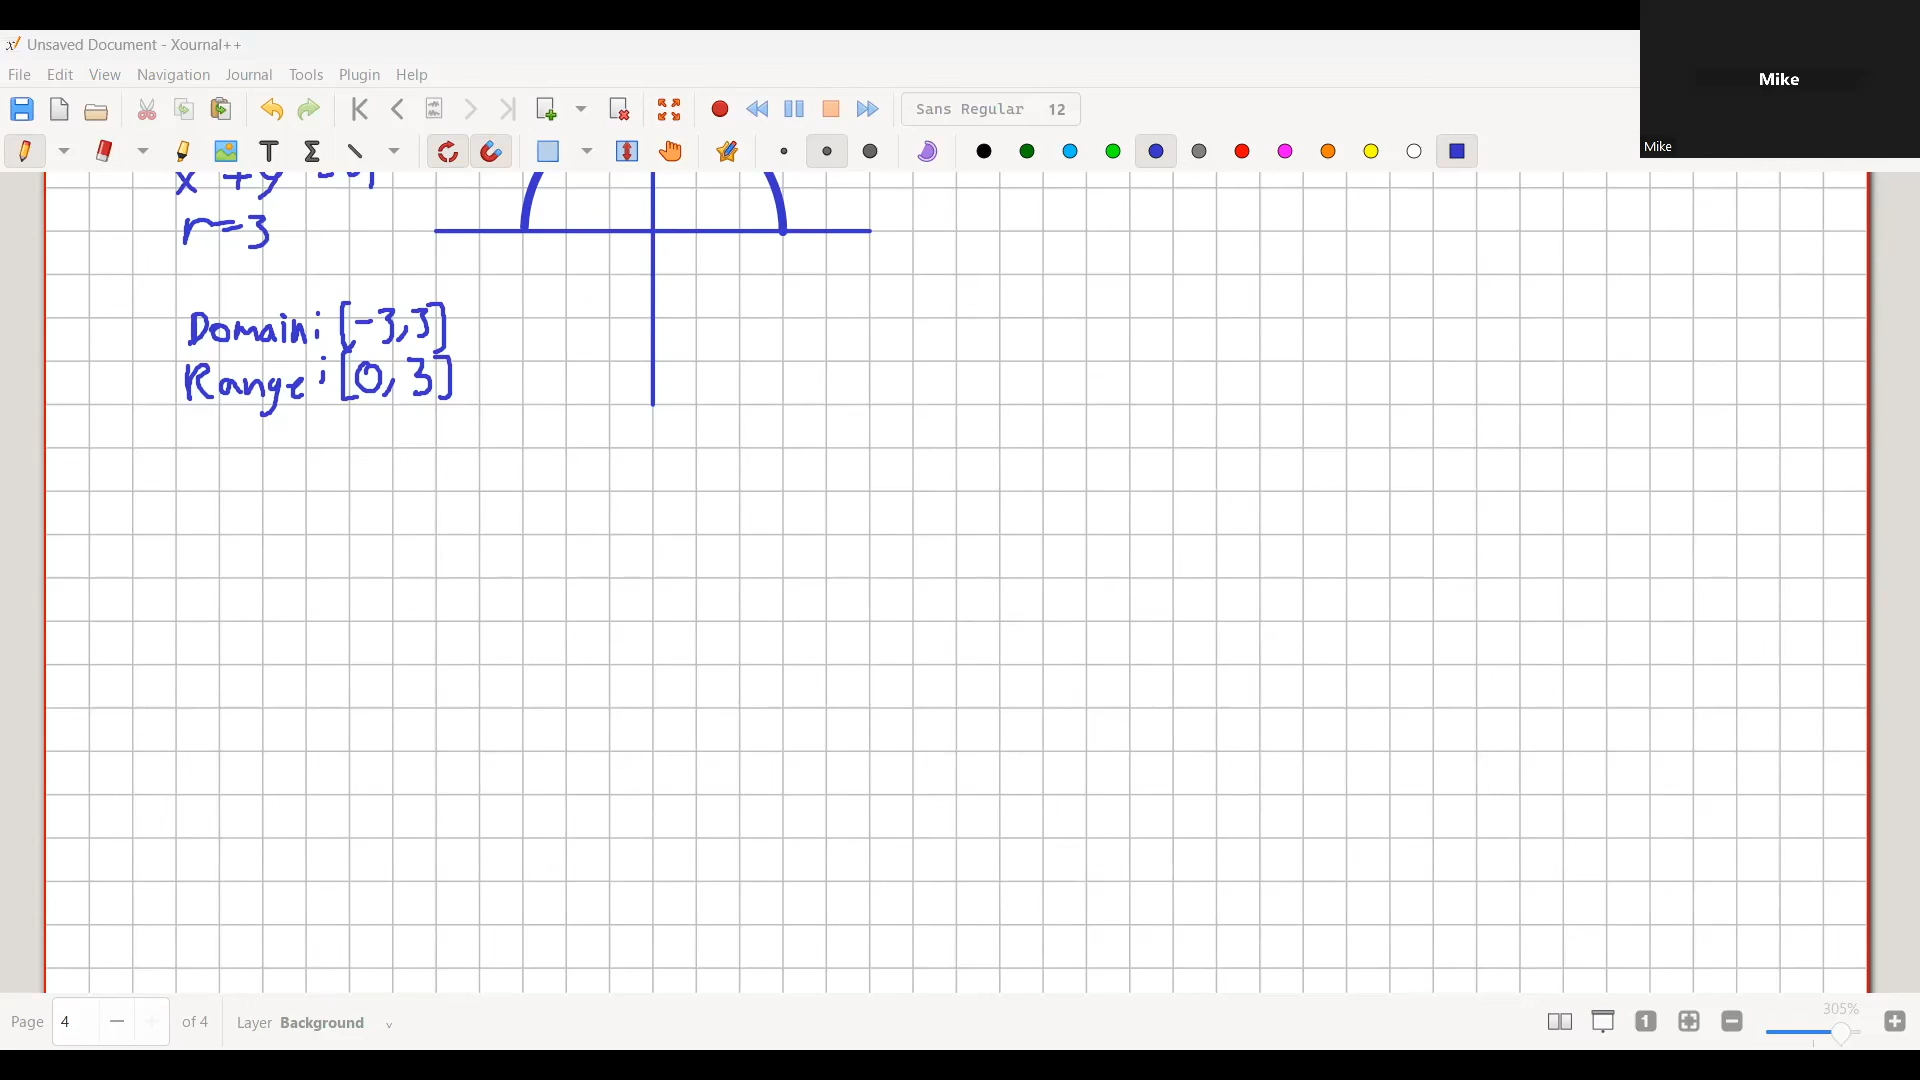 Unsaved Document - Xournal++
Mike
File Edit View Navigation Journal Tools Plugin Help
Sans Regular 12
Mike
r=3
Domain: [-3,3]
Range: [0, 3]
Page 4 of 4 Layer Background
305%